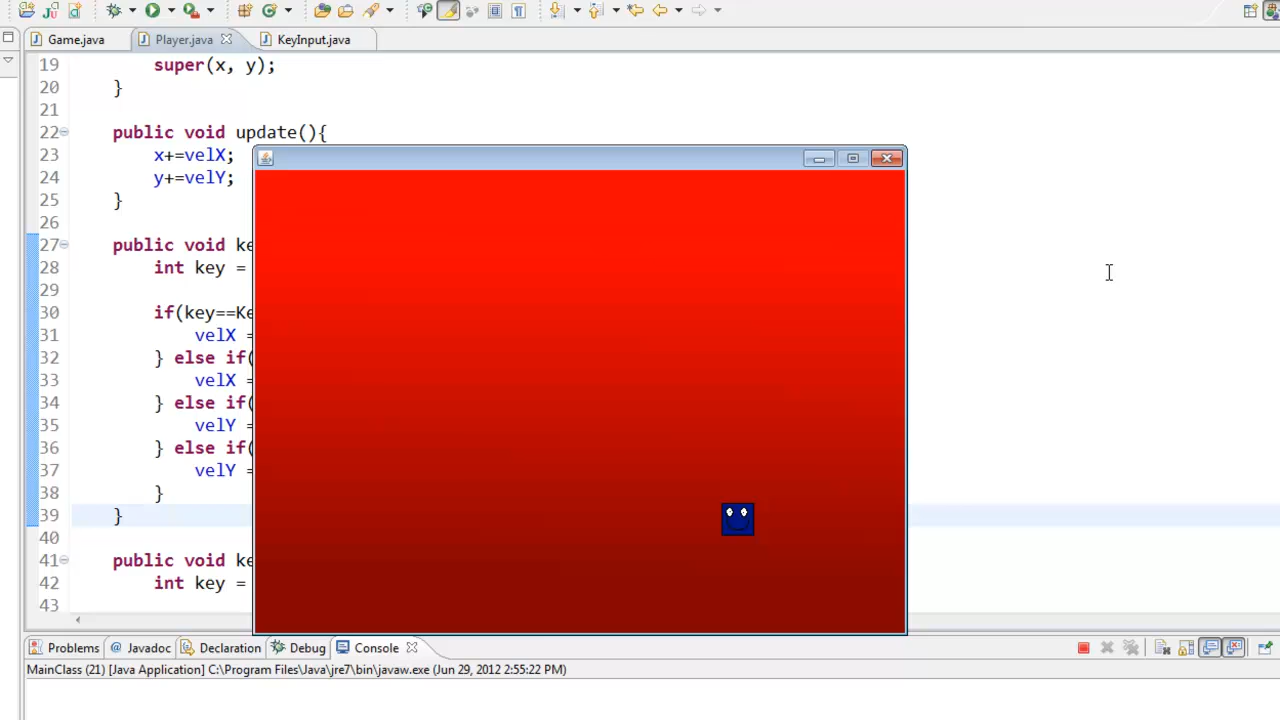 Game.java
Player.java
KeyInput.java
19 super(x, y);
20 }
21
22 public void update(){
23 x+=velX;
24 y+=velY;
25 }
26
27 public void ke
28 int key =
29
30 if(key==Ke
31 velX =
32 } else if(
33 velX =
34 } else if(
35 velY =
36 } else if(
37 velY =
38 }
39 }
40
41 public void ke
42 int key =
43
Problems @ Javadoc Declaration Debug Console
MainClass (21) [Java Application] C:\Program Files\Java\jre7\bin\javaw.exe (Jun 29, 2012 2:55:22 PM)